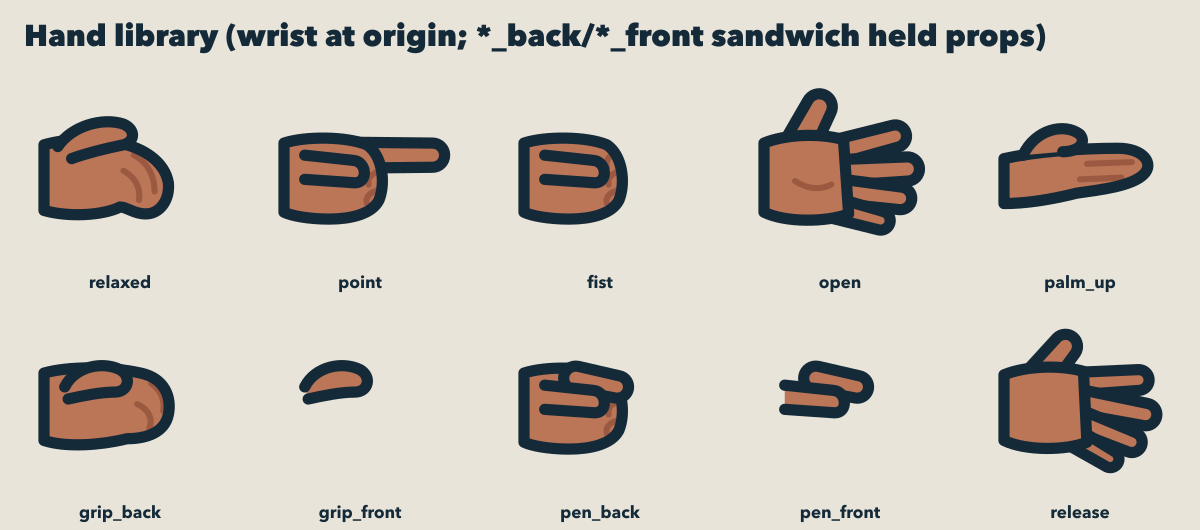 Hand library (wrist at origin; *_back/*_front sandwich held props)
relaxed
point
fist
open
palm_up
grip_back
grip_front
pen_back
pen_front
release